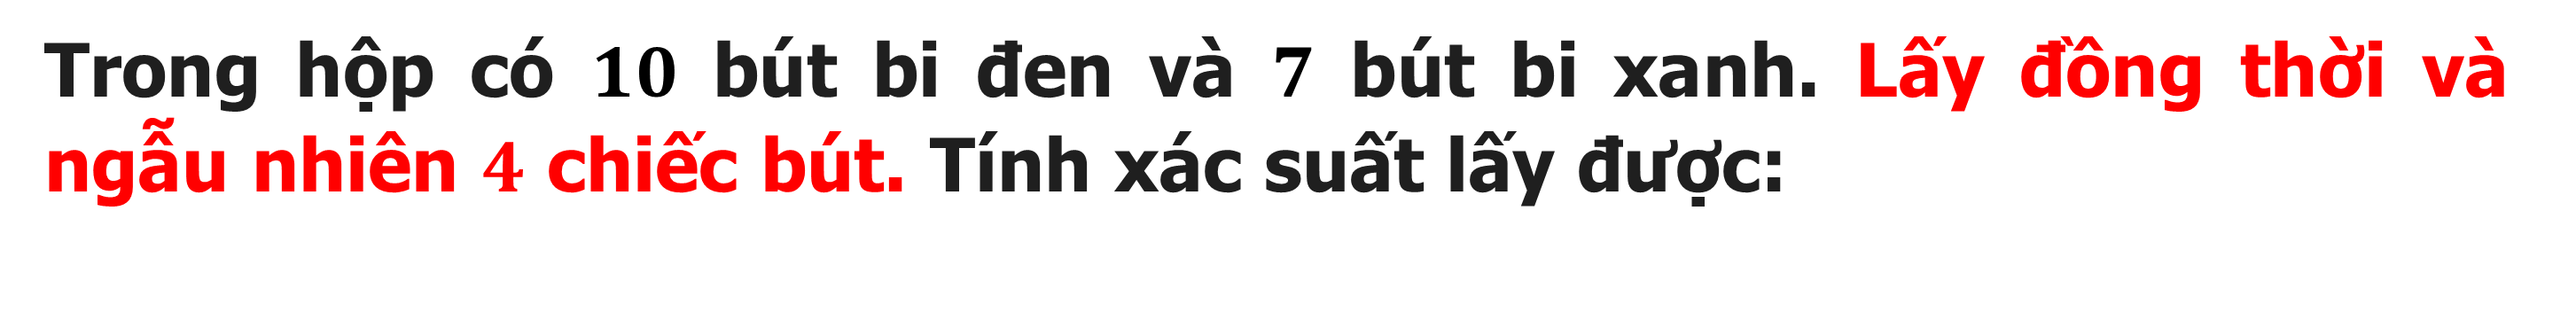 Trong hộp có 10 bút bi đen và 7 bút bi xanh. Lấy đồng thời và
ngẫu nhiên 4 chiếc bút. Tính xác suất lấy được: